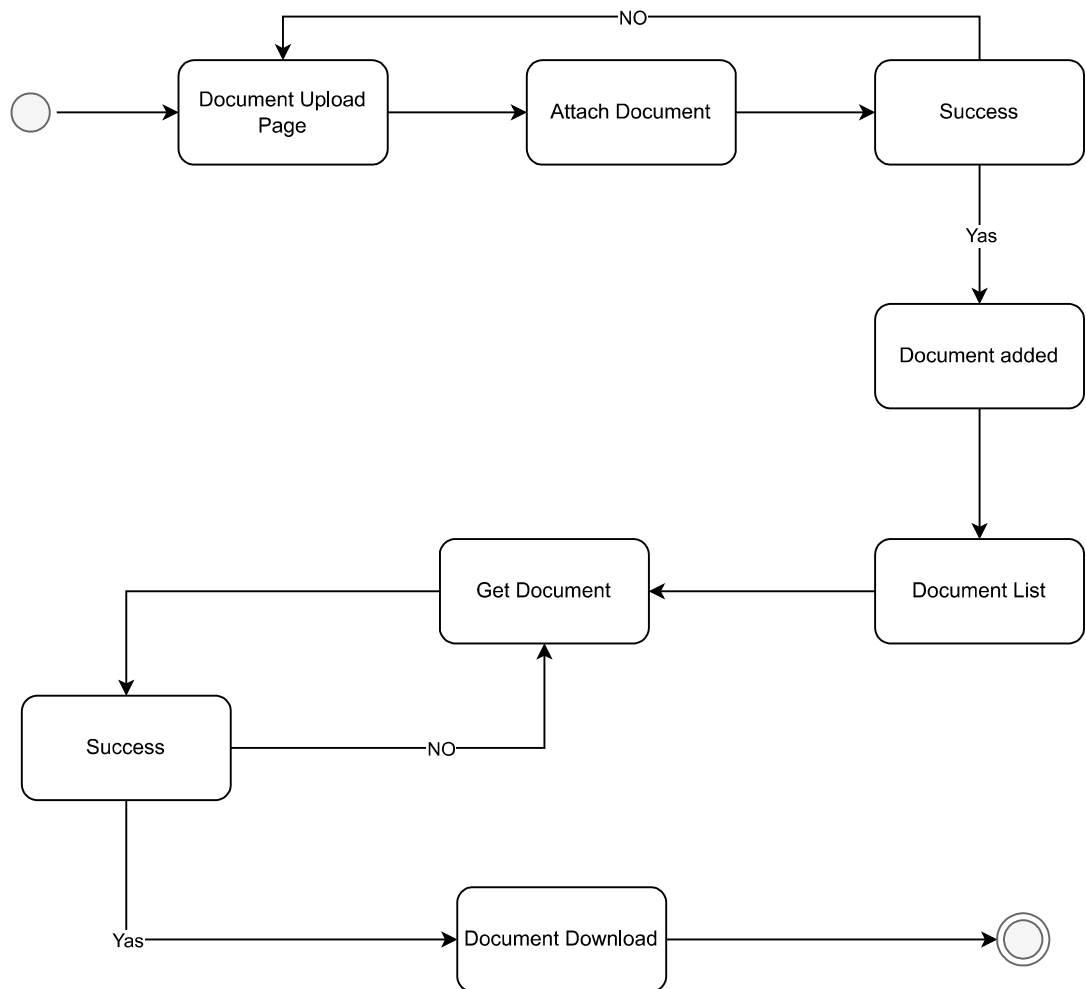 NO
Document Upload
Page
Attach Document
Success
Yas
Document added
Get Document
Document List
Success
NO
Yas
Document Download